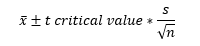 x̄ ± t critical value * s/√n